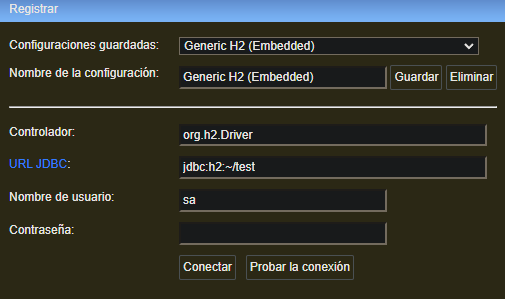 Registrar
Configuraciones guardadas: Generic H2 (Embedded)
Nombre de la configuración: Generic H2 (Embedded) Guardar Eliminar
Controlador: org.h2.Driver
URL JDBC: jdbc:h2:~/test
Nombre de usuario: sa
Contraseña:
Conectar Probar la conexión